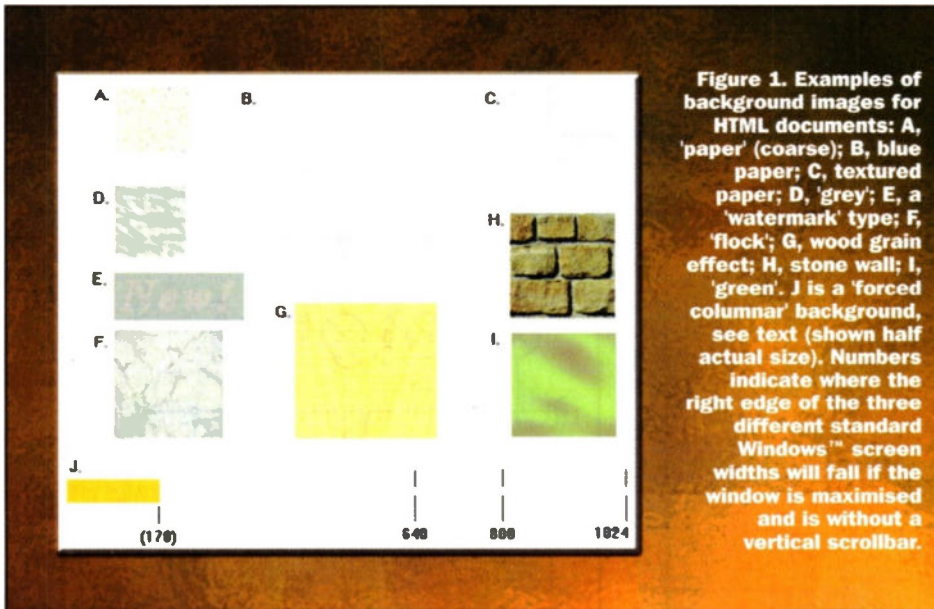 A.
B.
C.
D.
H.
E.
New!
G.
F.
I.
J.
(170)
640
800
1024
Figure 1. Examples of
background images for
HTML documents: A,
'paper' (coarse); B, blue
paper; C, textured
paper; D, 'grey'; E, a
'watermark' type; F,
'flock'; G, wood grain
effect; H, stone wall; I,
'green'. J is a 'forced
columnar' background,
see text (shown half
actual size). Numbers
indicate where the
right edge of the three
different standard
Windows™ screen
widths will fall if the
window is maximised
and is without a
vertical scrollbar.